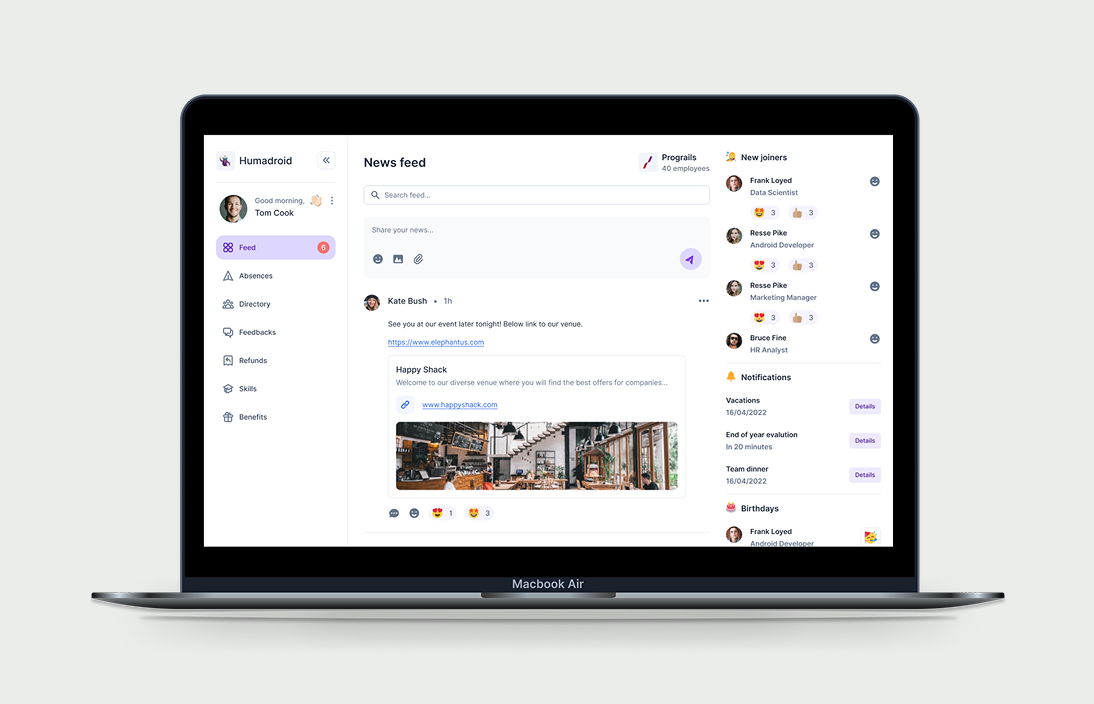 Humadroid
Good morning,
Tom Cook
Feed
6
Absences
Directory
Feedbacks
Refunds
Skills
Benefits
News feed
Prograils
40 employees
Search feed...
Share your news...
Kate Bush • 1h
See you at our event later tonight! Below link to our venue.
https://www.elephantus.com
Happy Shack
Welcome to our diverse venue where you will find the best offers for companies...
www.happyshack.com
1
3
New joiners
Frank Loyed
Data Scientist
3
3
Resse Pike
Android Developer
3
3
Resse Pike
Marketing Manager
3
3
Bruce Fine
HR Analyst
Notifications
Vacations
16/04/2022
Details
End of year evalution
In 20 minutes
Details
Team dinner
16/04/2022
Details
Birthdays
Frank Loyed
Android Developer
Macbook Air